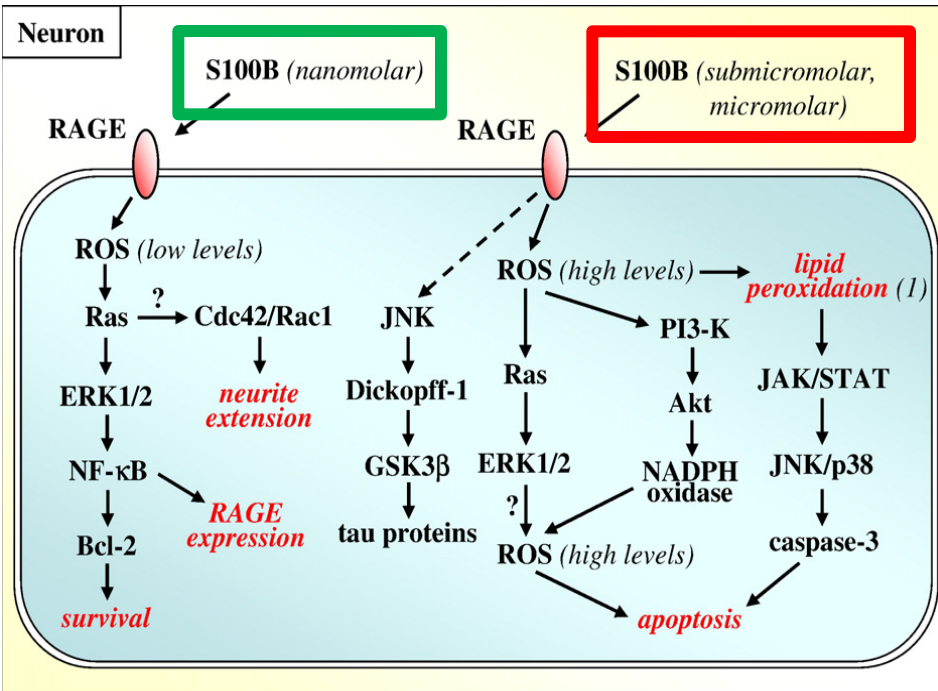 Neuron
S100B (nanomolar)
S100B (submicromolar,
micromolar)
RAGE
RAGE
ROS (low levels)
ROS (high levels)
lipid
peroxidation (1)
?
Ras
Cdc42/Rac1
JNK
PI3-K
Ras
ERK1/2
neurite
extension
Dickopff-1
Akt
JAK/STAT
NF-κB
GSK3β
ERK1/2
NADPH
oxidase
JNK/p38
RAGE
expression
?
Bcl-2
tau proteins
ROS (high levels)
caspase-3
survival
apoptosis